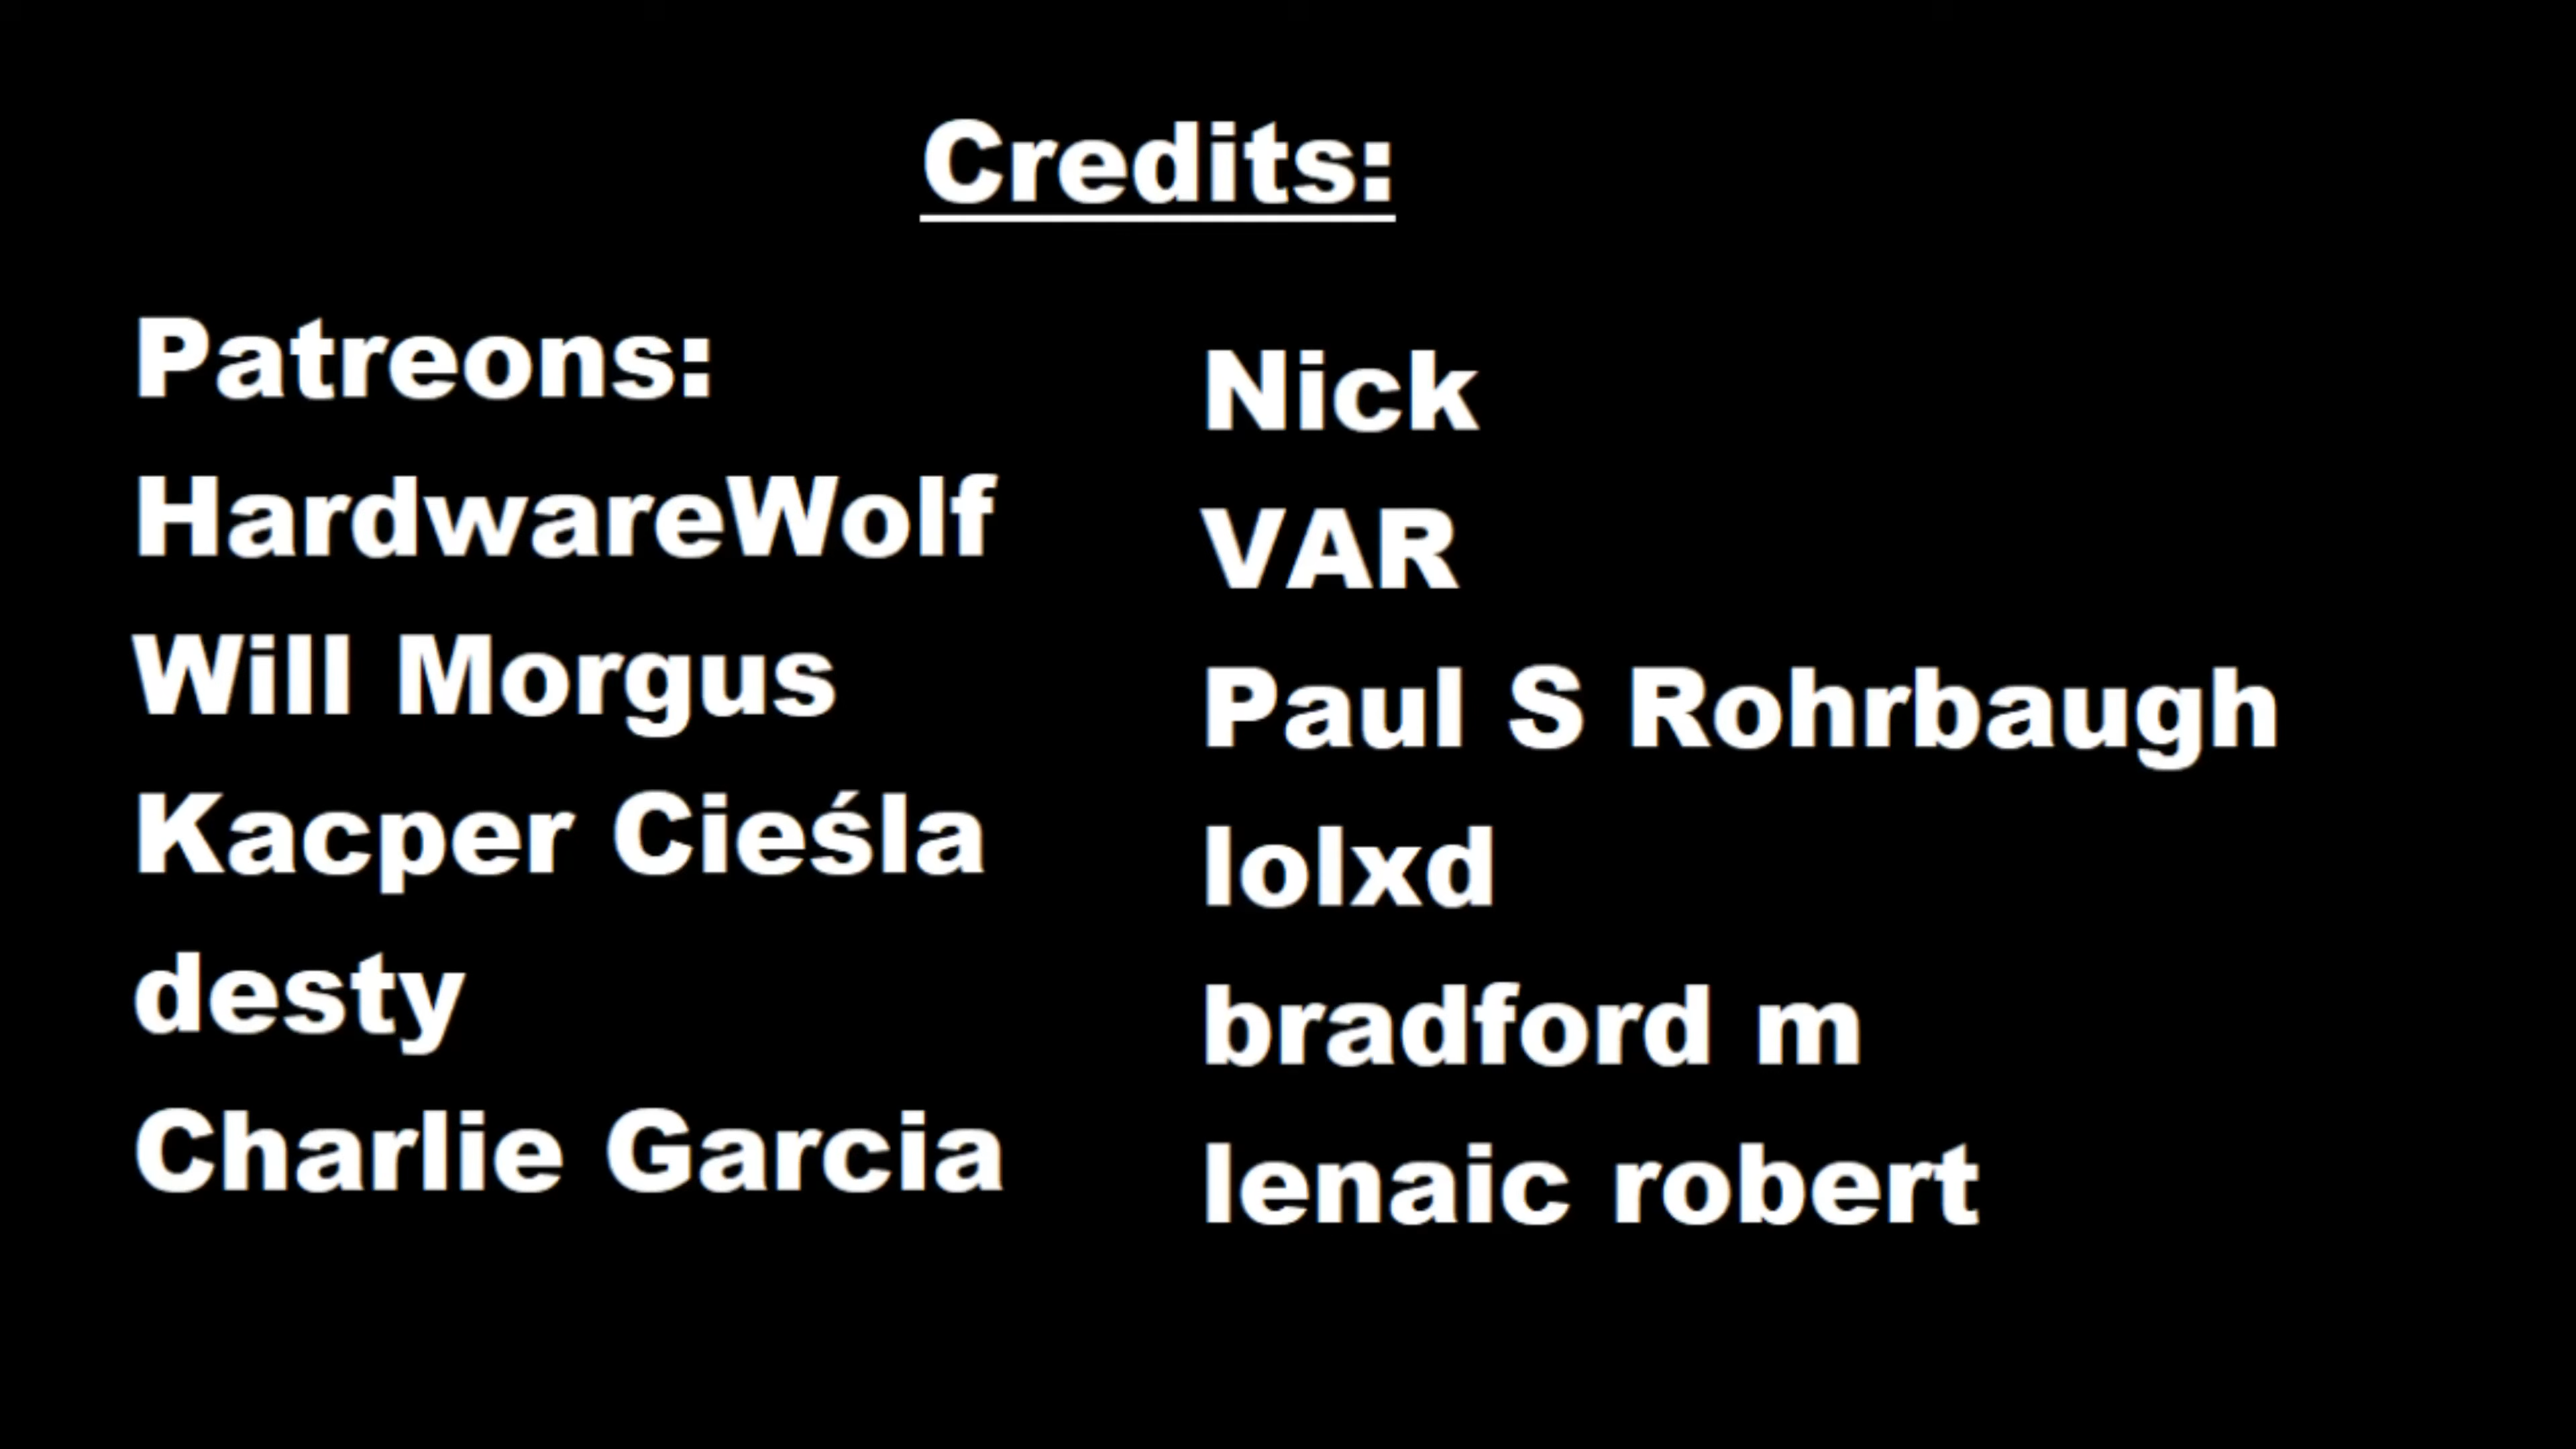 Credits:
Patreons:
HardwareWolf
Will Morgus
Kacper Cieśla
desty
Charlie Garcia
Nick
VAR
Paul S Rohrbaugh
lolxd
bradford m
lenaic robert